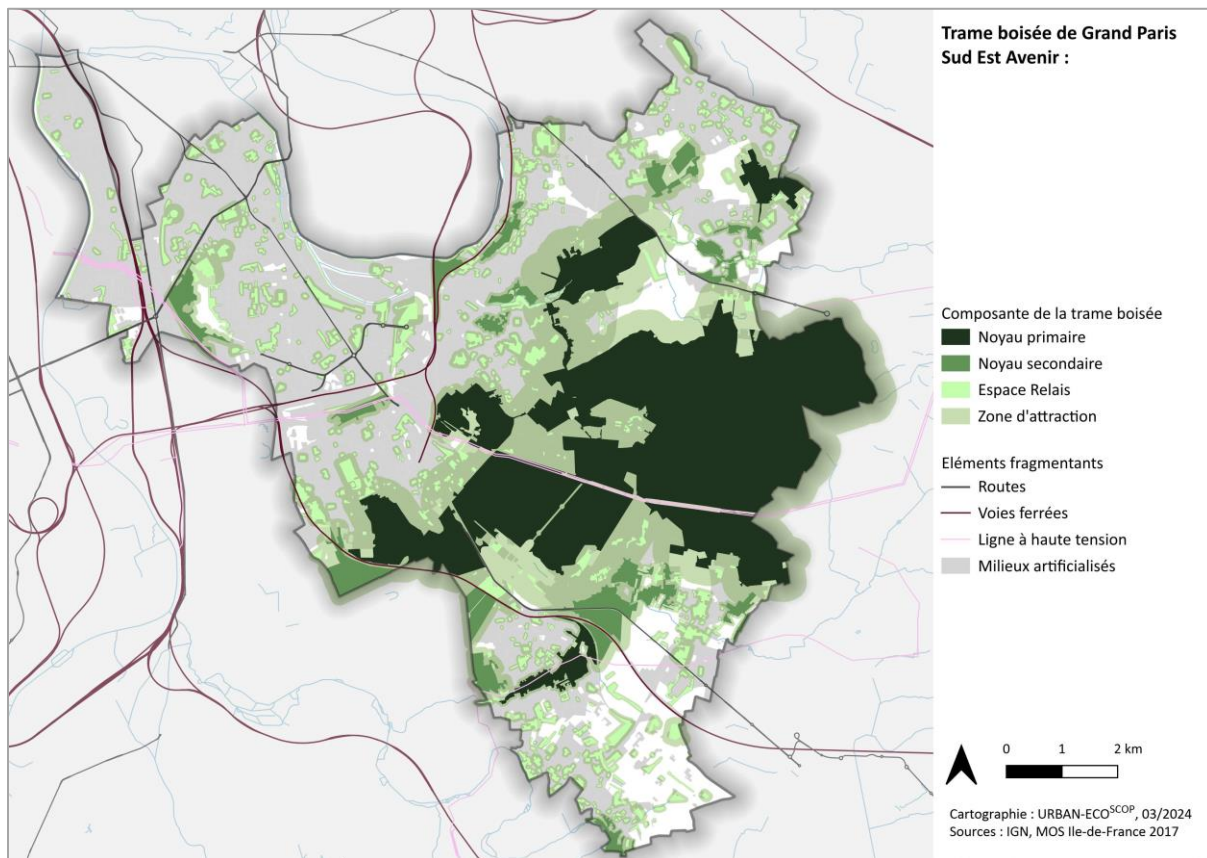 Trame boisée de Grand Paris
Sud Est Avenir :
Composante de la trame boisée
Noyau primaire
Noyau secondaire
Espace Relais
Zone d'attraction
Eléments fragmentants
Routes
Voies ferrées
Ligne à haute tension
Milieux artificialisés
0 1 2 km
Cartographie : URBAN-ECOSCOP, 03/2024
Sources : IGN, MOS Ile-de-France 2017